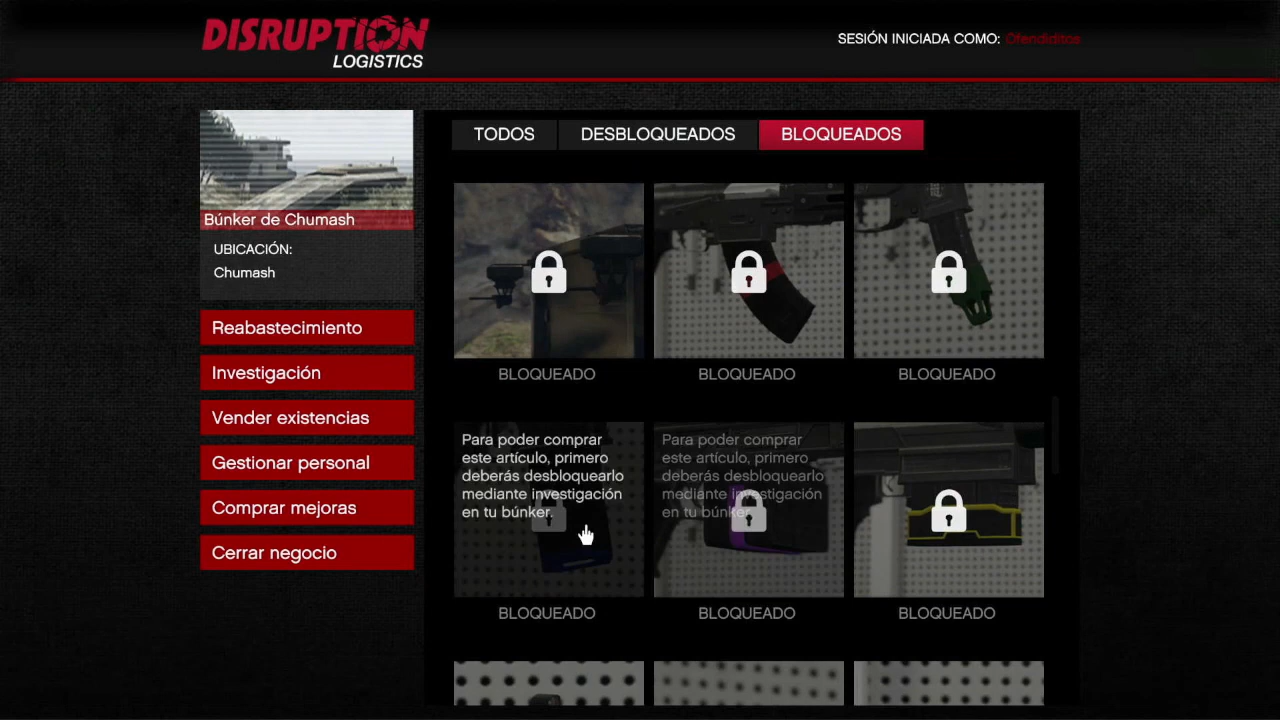 DISRUPTION
LOGISTICS
SESIÓN INICIADA COMO: Ofendiditos
TODOS
DESBLOQUEADOS
BLOQUEADOS
Búnker de Chumash
UBICACIÓN:
Chumash
Reabastecimiento
Investigación
Vender existencias
Gestionar personal
Comprar mejoras
Cerrar negocio
BLOQUEADO
BLOQUEADO
BLOQUEADO
Para poder comprar
este artículo, primero
deberás desbloquearlo
mediante investigación
en tu búnker.
Para poder comprar
este artículo, primero
deberás desbloquearlo
mediante investigación
en tu búnker.
BLOQUEADO
BLOQUEADO
BLOQUEADO